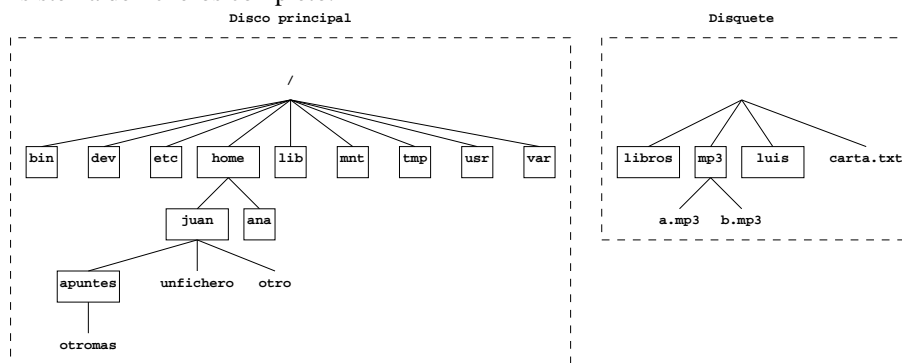 Disco principal Disquete
/
bin dev etc home lib mnt tmp usr var libros mp3 luis carta.txt
juan ana a.mp3 b.mp3
apuntes unfichero otro
otromas